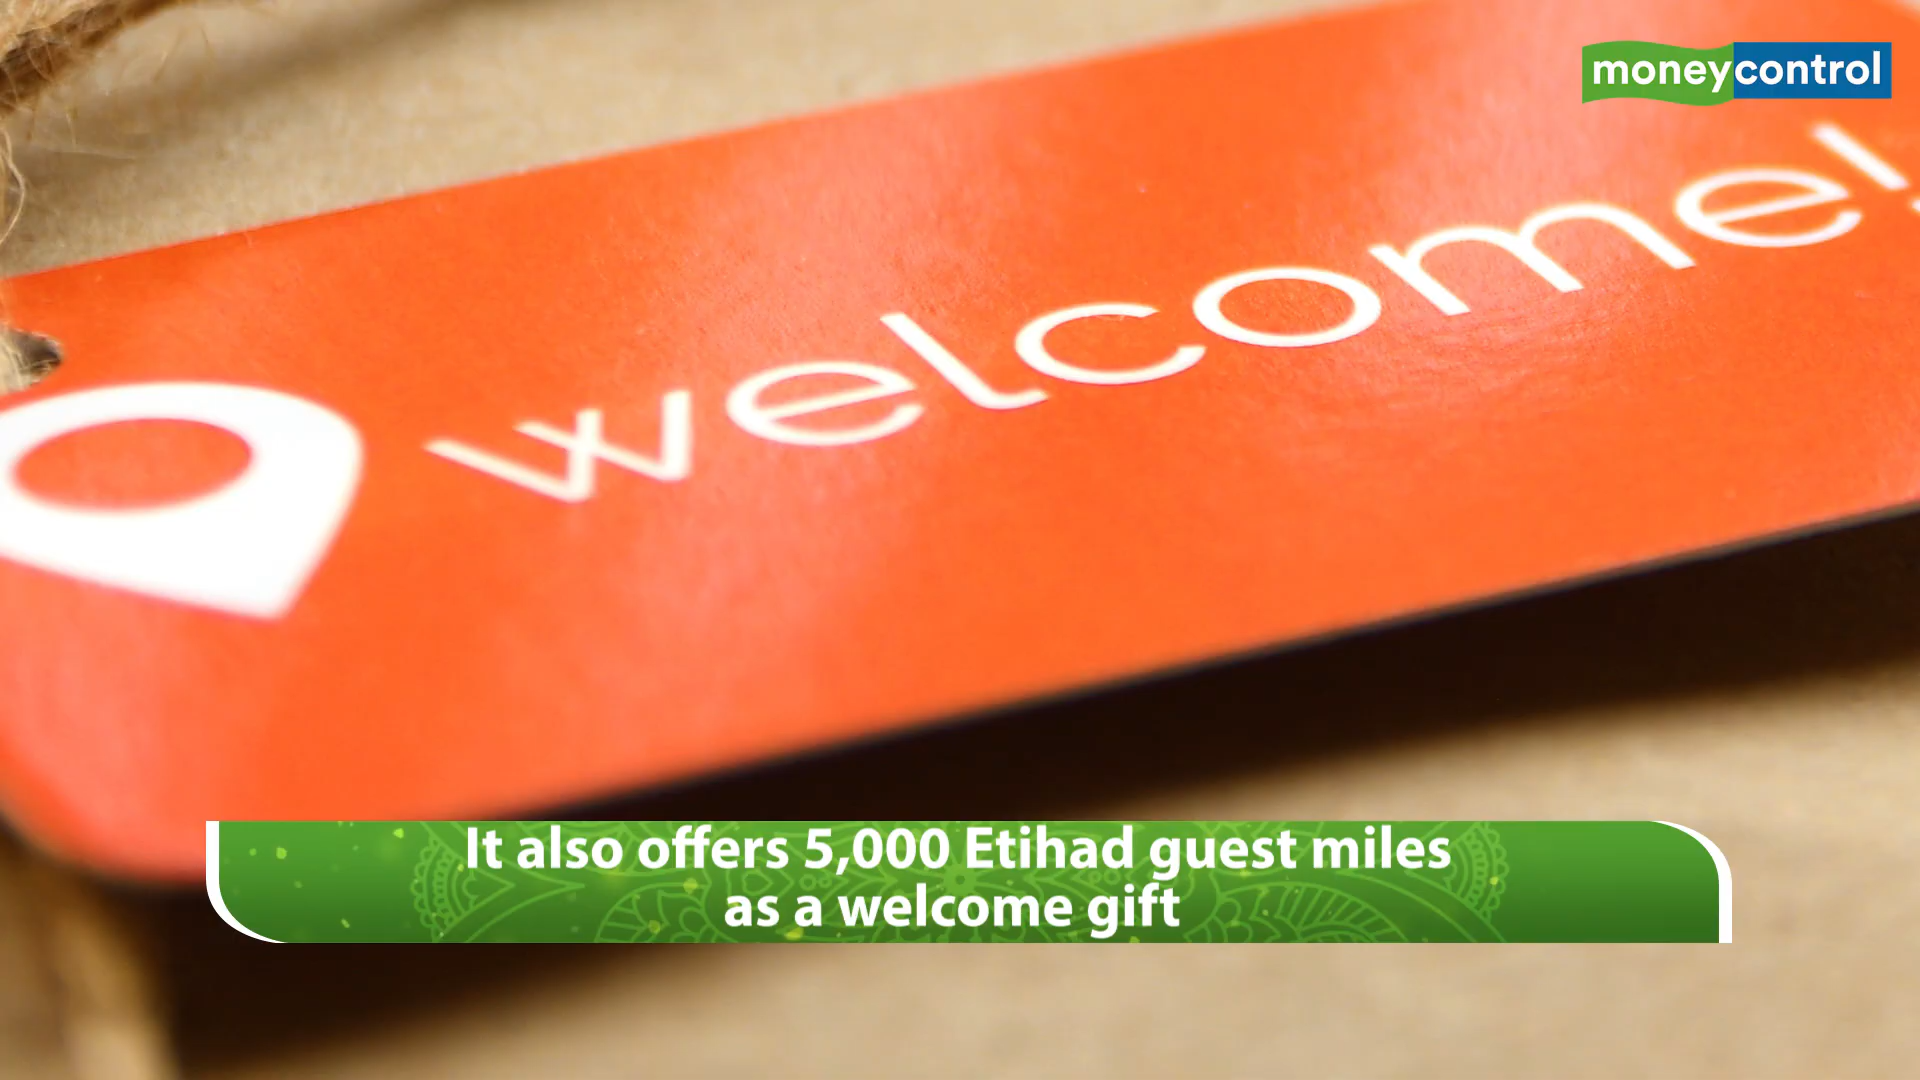 moneycontrol
welcome!
It also offers 5,000 Etihad guest miles
as a welcome gift